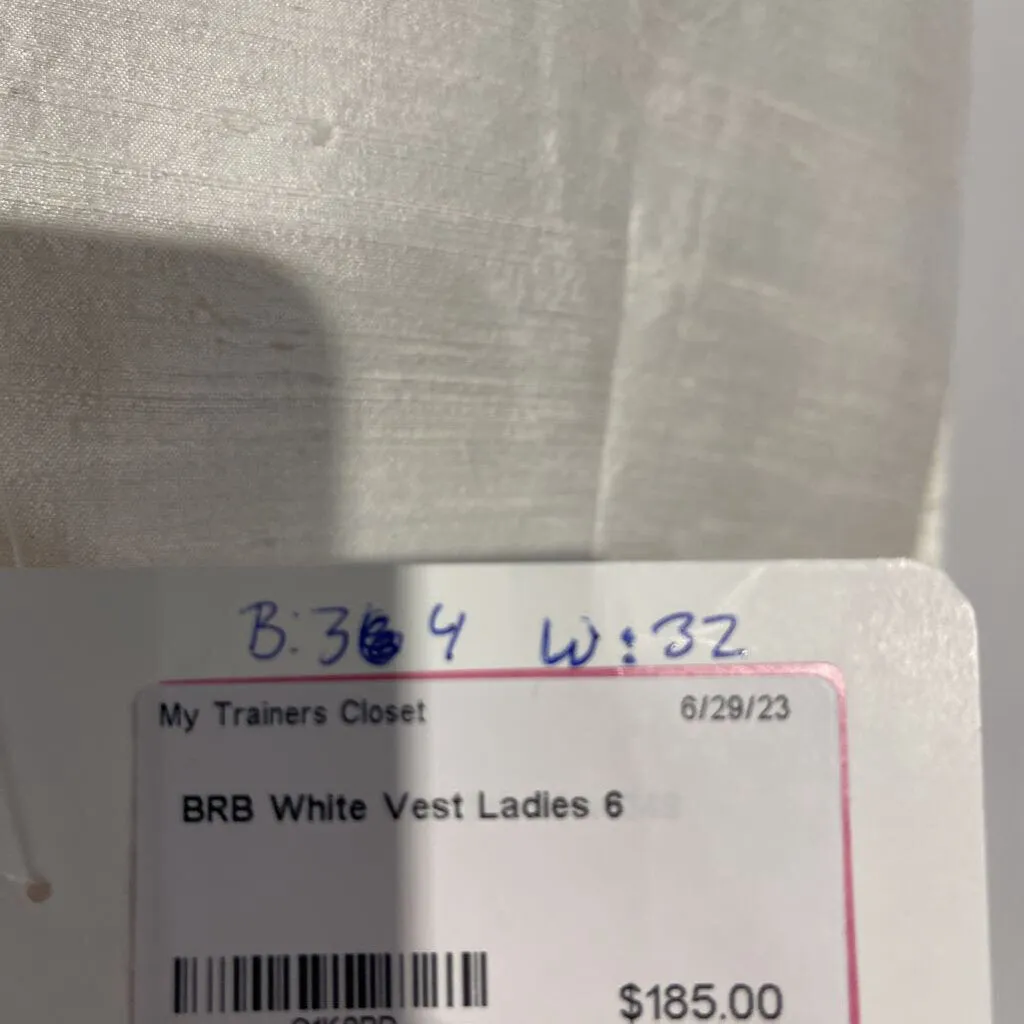 B: 34 W: 32
My Trainers Closet 6/29/23
BRB White Vest Ladies 6
$185.00